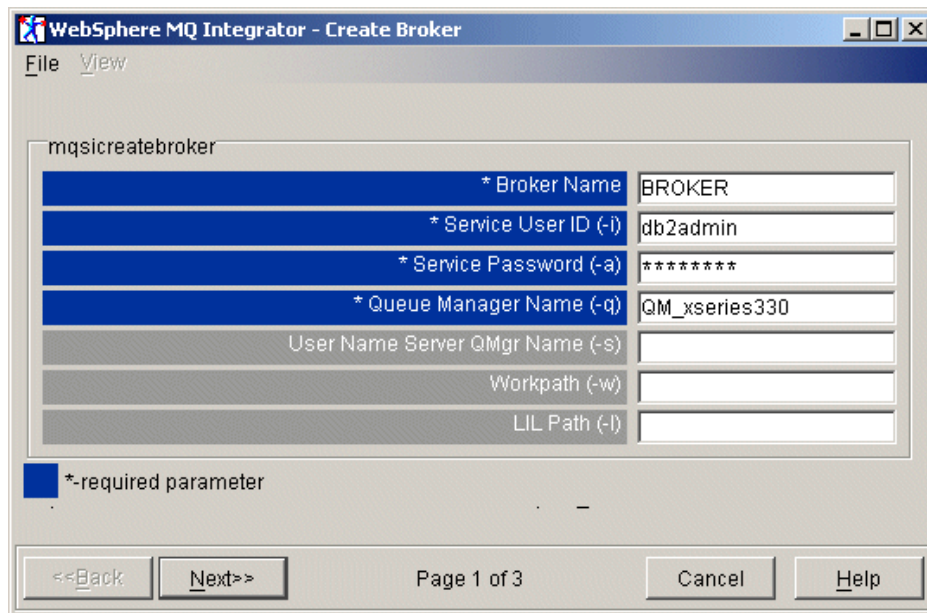 WebSphere MQ Integrator - Create Broker
File View
mqsicreatebroker
* Broker Name BROKER
* Service User ID (-i) db2admin
* Service Password (-a) ********
* Queue Manager Name (-q) QM_xseries330
User Name Server QMgr Name (-s)
Workpath (-w)
LIL Path (-l)
*-required parameter
<<Back Next>> Page 1 of 3 Cancel Help